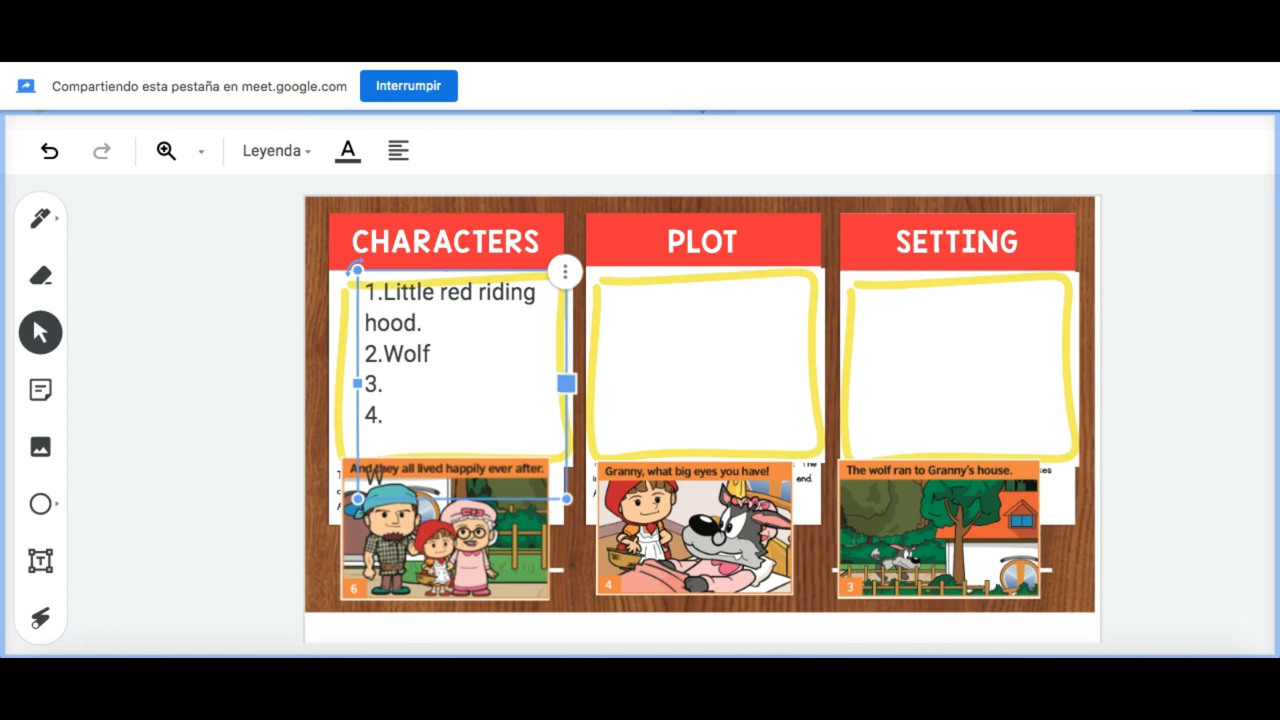 Compartiendo esta pestaña en meet.google.com
Interrumpir
Leyenda
A
CHARACTERS
PLOT
SETTING
1.Little red riding
hood.
2.Wolf
3.
4.
W
And they all lived happily ever after.
6
Granny, what big eyes you have!
4
The
end.
The wolf ran to Granny's house.
3
T